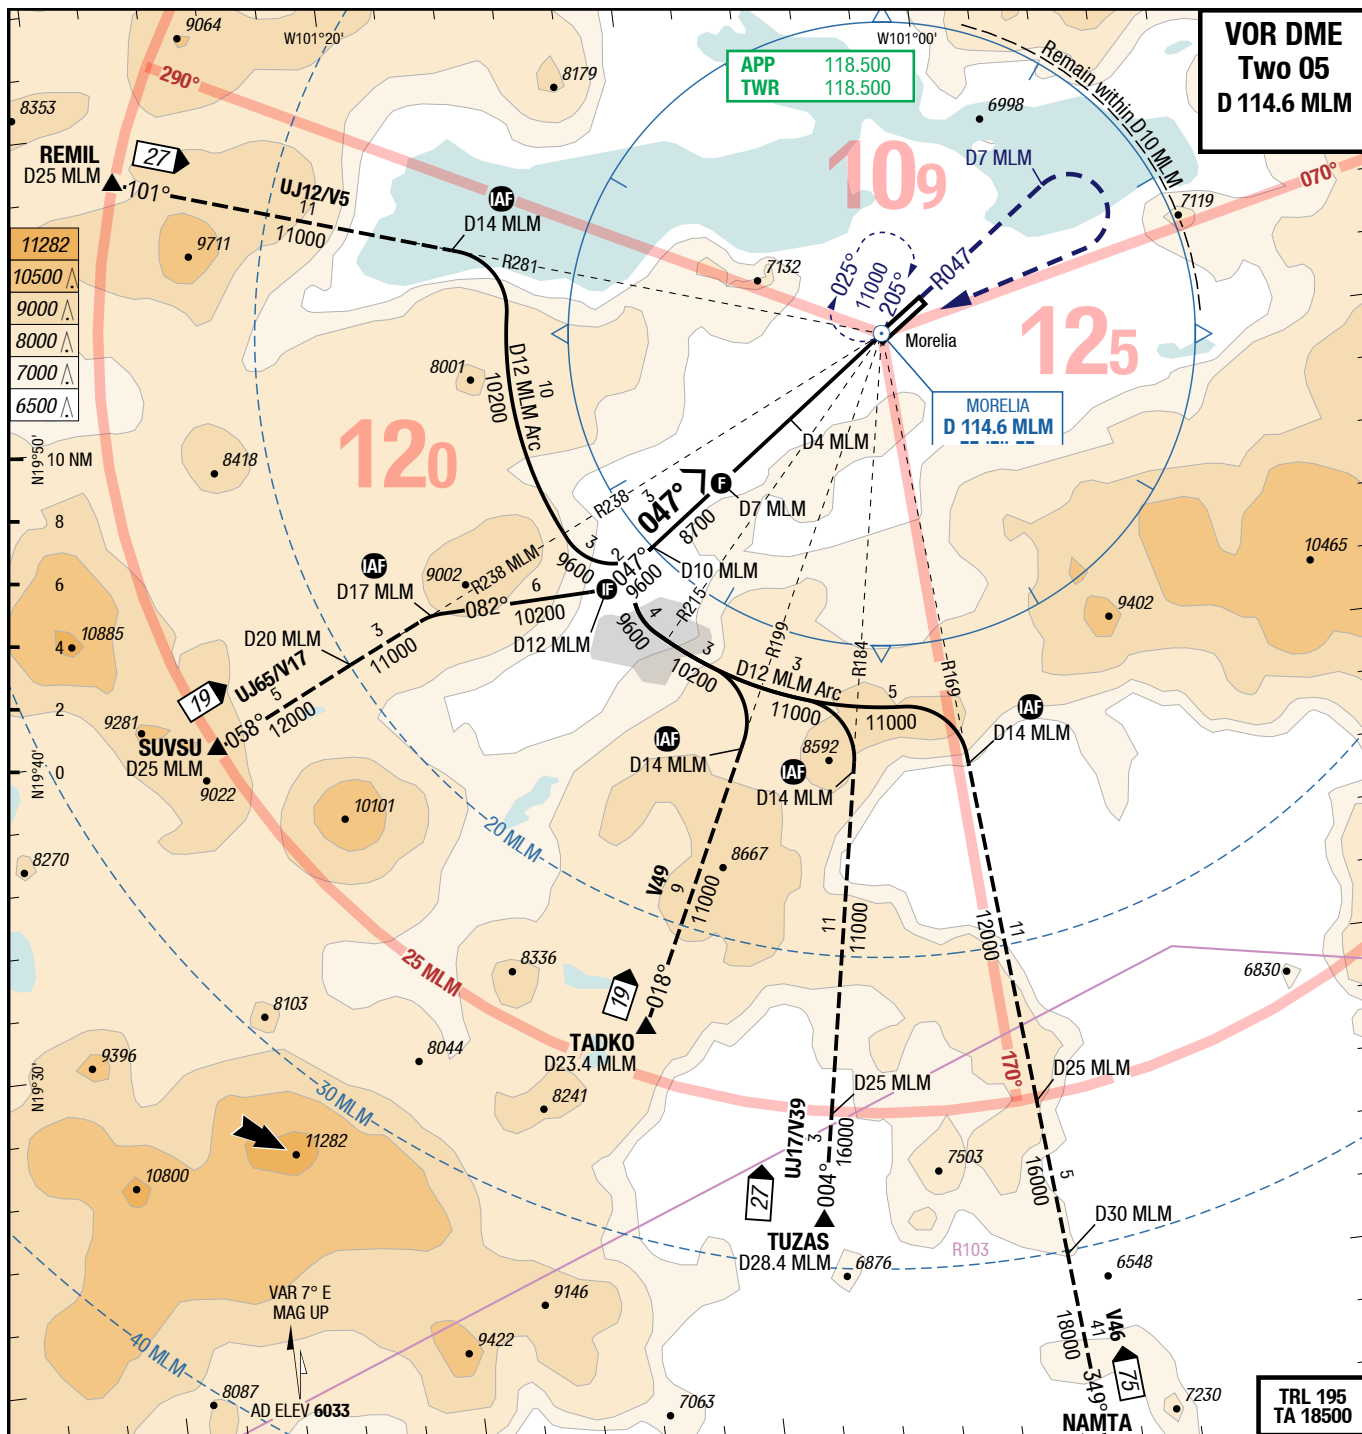 9064
W101°20'
W101°00'
VOR DME
Two 05
D 114.6 MLM
APP 118.500
TWR 118.500
Remain within D10 MLM
290°
8179
8353
6998
REMIL
D25 MLM
27
101°
UJ12/V5
11
11000
IAF
D14 MLM
R281
109
D7 MLM
070°
7119
11282
10500
9000
8000
7000
6500
9711
7132
025°
11000
205°
R047
Morelia
125
8001
D12 MLM Arc
10
10200
MORELIA
D 114.6 MLM
120
N19°50'
10 NM
8
6
4
2
0
8418
R238
3
047°
8700
F
D7 MLM
D4 MLM
10465
IAF
D17 MLM
9002
R238 MLM
3
9600
2
047°
9600
D10 MLM
082°
6
10200
IF
D12 MLM
R215
9402
10885
D20 MLM
3
11000
4
9600
3
10200
R199
R184
R169
D12 MLM Arc
3
11000
5
11000
UJ65/V17
5
12000
19
058°
9281
SUVSU
D25 MLM
9022
N19°40'
IAF
D14 MLM
8592
IAF
D14 MLM
IAF
D14 MLM
10101
20 MLM
8270
8667
V49
9
11000
11
11000
11
12000
25 MLM
8336
018°
19
TADKO
D23.4 MLM
6830
8103
8044
9396
N19°30'
30 MLM
8241
D25 MLM
170°
D25 MLM
11282
10800
UJ17/V39
3
16000
27
004°
TUZAS
D28.4 MLM
7503
5
16000
D30 MLM
R103
6876
6548
VAR 7° E
MAG UP
9146
9422
40 MLM
8087
AD ELEV 6033
7063
V46
41
18000
75
349°
NAMTA
7230
TRL 195
TA 18500